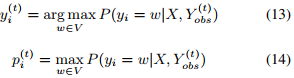 y_i^{(t)} = arg max_{w∈V} P(y_i = w|X, Y_{obs}^{(t)}) (13)
p_i^{(t)} = max_{w∈V} P(y_i = w|X, Y_{obs}^{(t)}) (14)